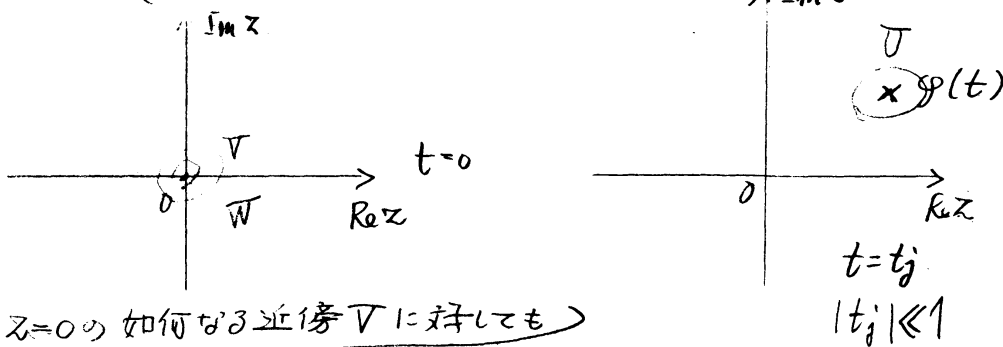 Im z
V
t=0
0
W
Re z
U
φ(t)
0
Re z
t=tj
|tj|≪1
z=0の 如何なる近傍 V に対しても